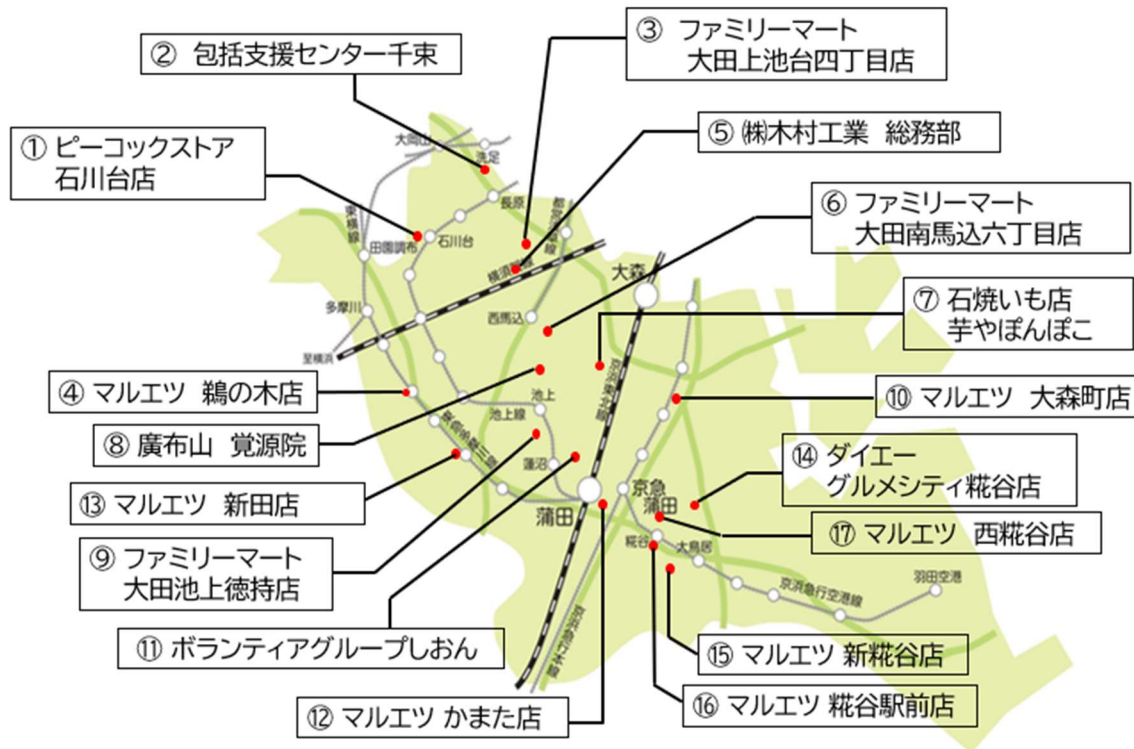 ② 包括支援センター千束
③ ファミリーマート
大田上池台四丁目店
① ピーコックストア
石川台店
⑤ ㈱木村工業 総務部
⑥ ファミリーマート
大田南馬込六丁目店
⑦ 石焼いも店
芋やぽんぽこ
④ マルエツ 鵜の木店
⑩ マルエツ 大森町店
⑧ 廣布山 覚源院
⑭ ダイエー
グルメシティ糀谷店
⑬ マルエツ 新田店
⑰ マルエツ 西糀谷店
⑨ ファミリーマート
大田池上徳持店
⑪ ボランティアグループしおん
⑮ マルエツ 新糀谷店
⑯ マルエツ 糀谷駅前店
⑫ マルエツ かまた店
大岡山
洗足
長原
東横線
田園調布
石川台
大森
多摩川
西馬込
至横浜
京浜東北線
池上
池上線
東急多摩川線
蓮沼
蒲田
京急
蒲田
糀谷
大鳥居
羽田空港
京浜急行空港線
京浜急行本線